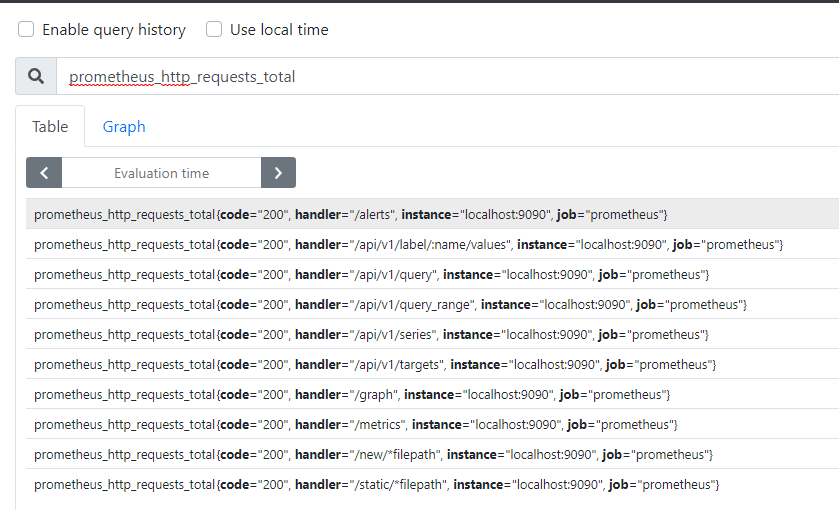 Enable query history Use local time
prometheus_http_requests_total
Table Graph
Evaluation time
prometheus_http_requests_total{code="200", handler="/alerts", instance="localhost:9090", job="prometheus"}
prometheus_http_requests_total{code="200", handler="/api/v1/label/:name/values", instance="localhost:9090", job="prometheus"}
prometheus_http_requests_total{code="200", handler="/api/v1/query", instance="localhost:9090", job="prometheus"}
prometheus_http_requests_total{code="200", handler="/api/v1/query_range", instance="localhost:9090", job="prometheus"}
prometheus_http_requests_total{code="200", handler="/api/v1/series", instance="localhost:9090", job="prometheus"}
prometheus_http_requests_total{code="200", handler="/api/v1/targets", instance="localhost:9090", job="prometheus"}
prometheus_http_requests_total{code="200", handler="/graph", instance="localhost:9090", job="prometheus"}
prometheus_http_requests_total{code="200", handler="/metrics", instance="localhost:9090", job="prometheus"}
prometheus_http_requests_total{code="200", handler="/new/*filepath", instance="localhost:9090", job="prometheus"}
prometheus_http_requests_total{code="200", handler="/static/*filepath", instance="localhost:9090", job="prometheus"}